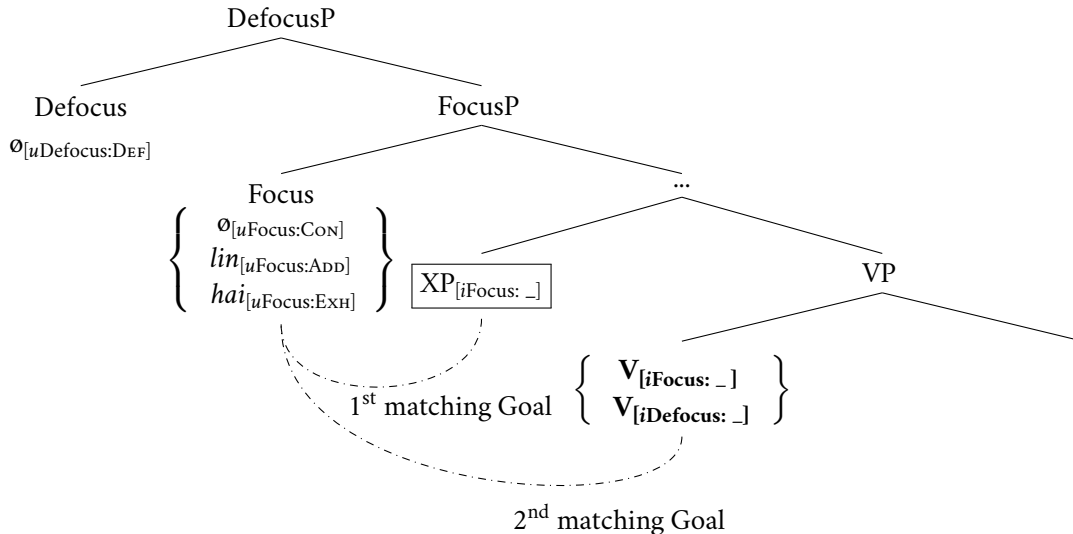 DefocusP
Defocus
FocusP
ø[uDefocus:DEF]
Focus
...
ø[uFocus:CON]
lin[uFocus:ADD]
hai[uFocus:EXH]
XP[iFocus: _]
VP
V[iFocus: _ ]
V[iDefocus: _]
1st matching Goal
2nd matching Goal